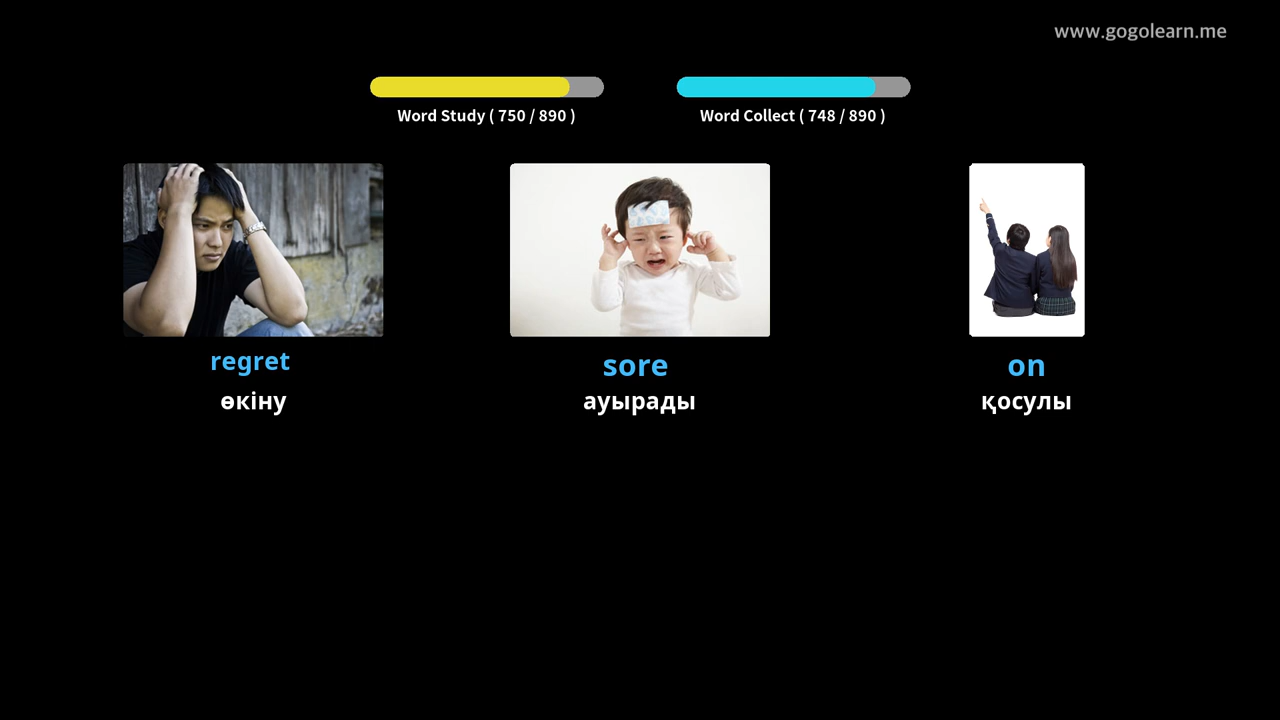 www.gogolearn.me
Word Study ( 750 / 890 )
Word Collect ( 748 / 890 )
regret
өкіну
sore
ауырады
on
қосулы